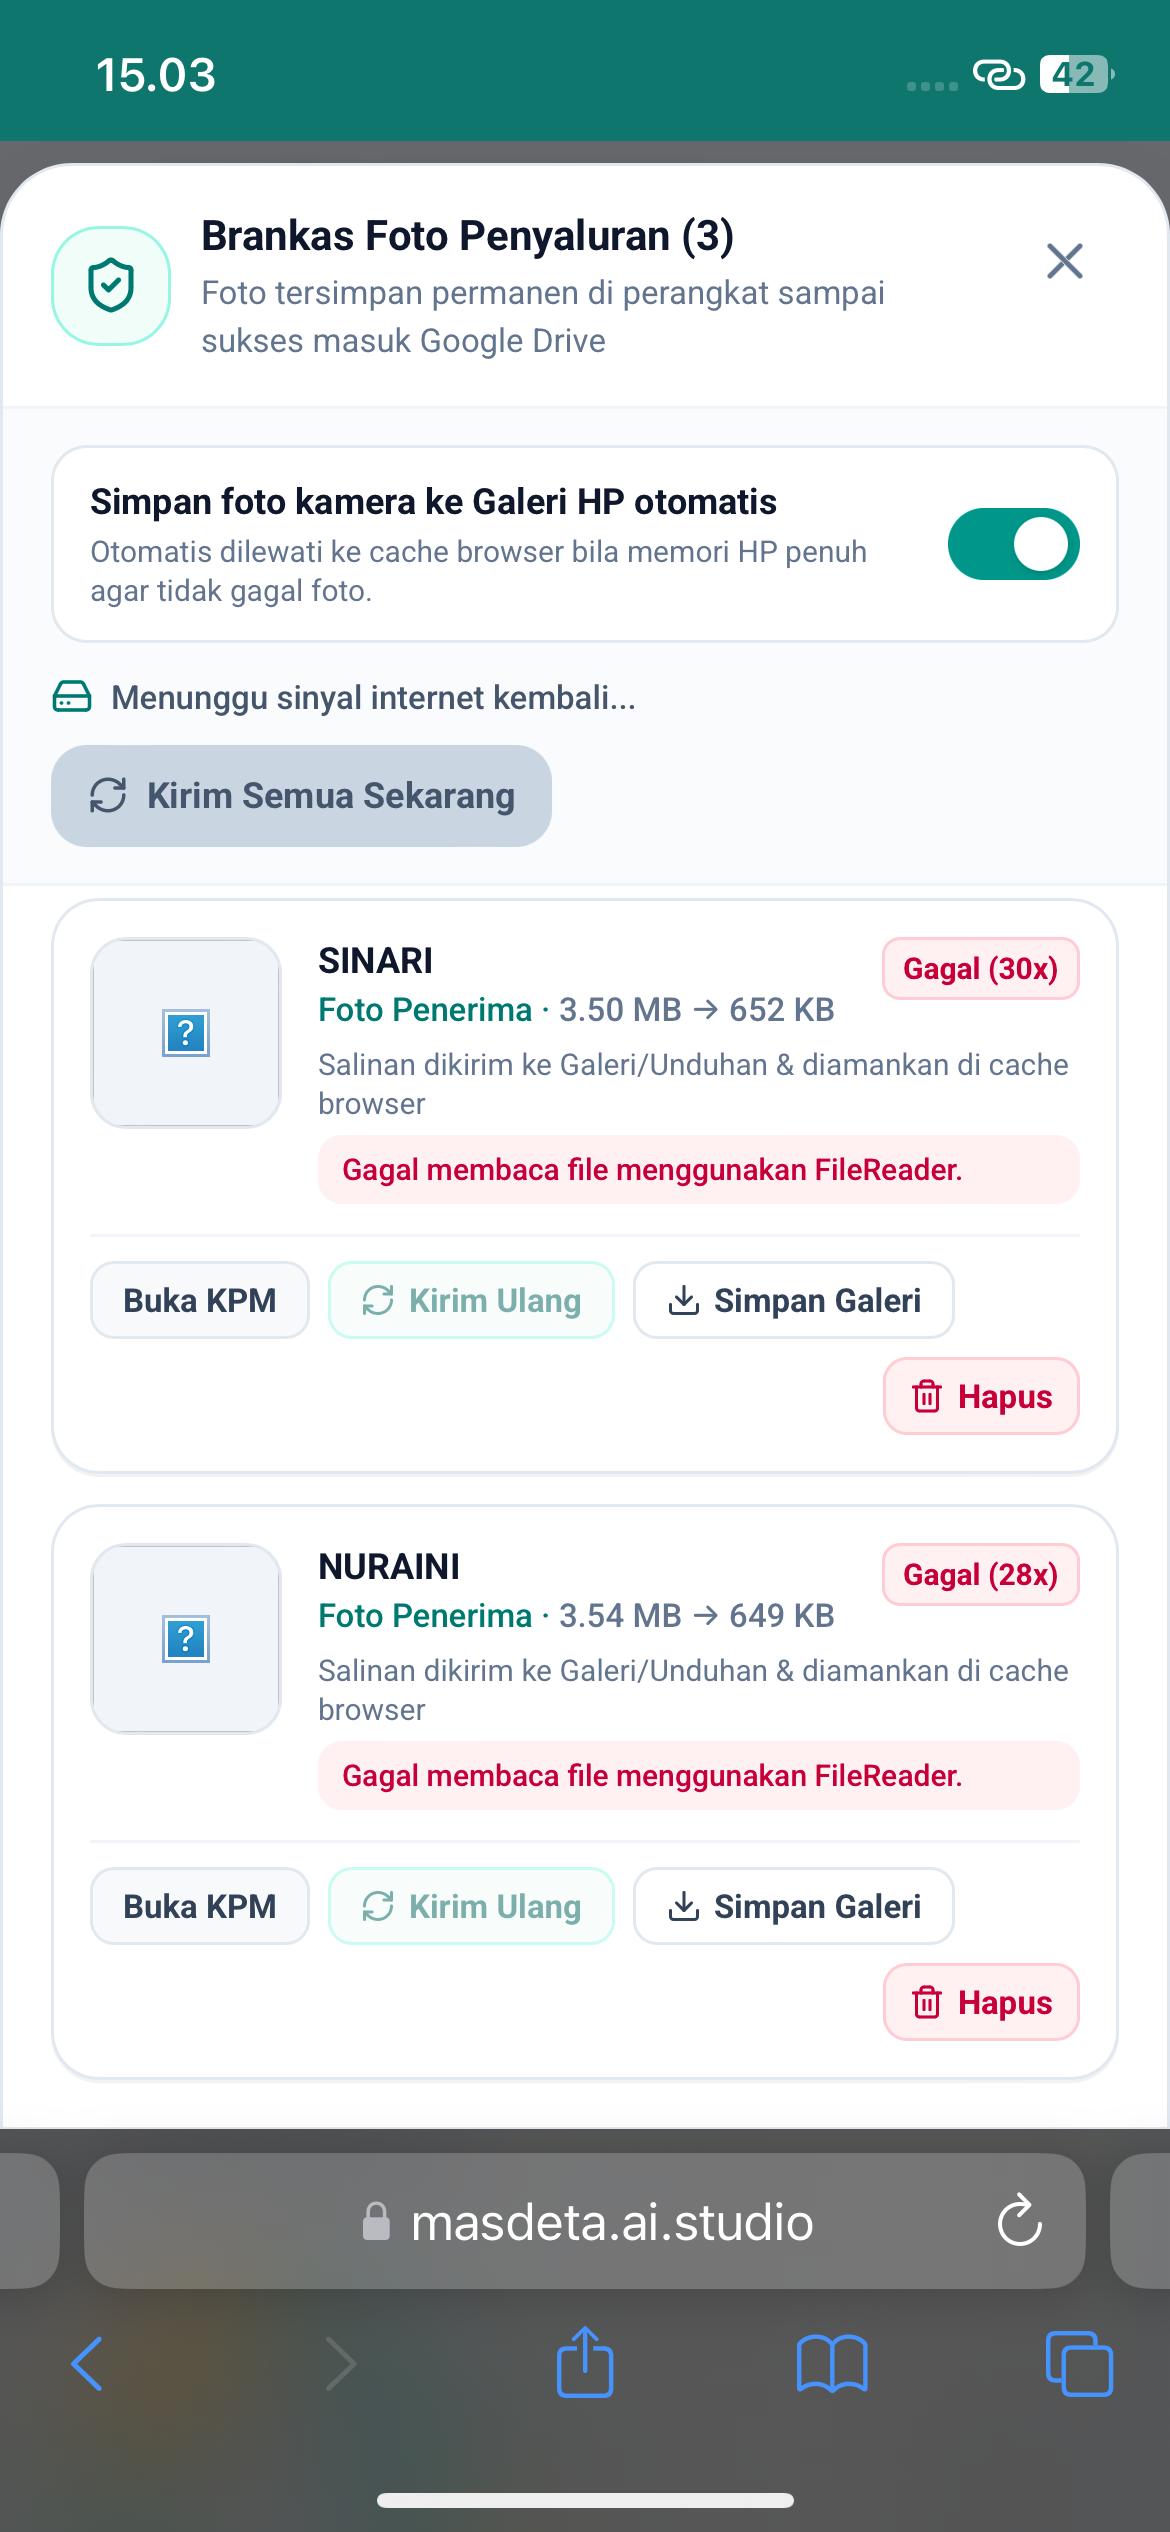 15.03
42
Brankas Foto Penyaluran (3)
Foto tersimpan permanen di perangkat sampai
sukses masuk Google Drive
Simpan foto kamera ke Galeri HP otomatis
Otomatis dilewati ke cache browser bila memori HP penuh
agar tidak gagal foto.
Menunggu sinyal internet kembali...
Kirim Semua Sekarang
SINARI
Gagal (30x)
Foto Penerima · 3.50 MB → 652 KB
Salinan dikirim ke Galeri/Unduhan & diamankan di cache
browser
Gagal membaca file menggunakan FileReader.
Buka KPM
Kirim Ulang
Simpan Galeri
Hapus
NURAINI
Gagal (28x)
Foto Penerima · 3.54 MB → 649 KB
Salinan dikirim ke Galeri/Unduhan & diamankan di cache
browser
Gagal membaca file menggunakan FileReader.
Buka KPM
Kirim Ulang
Simpan Galeri
Hapus
masdeta.ai.studio